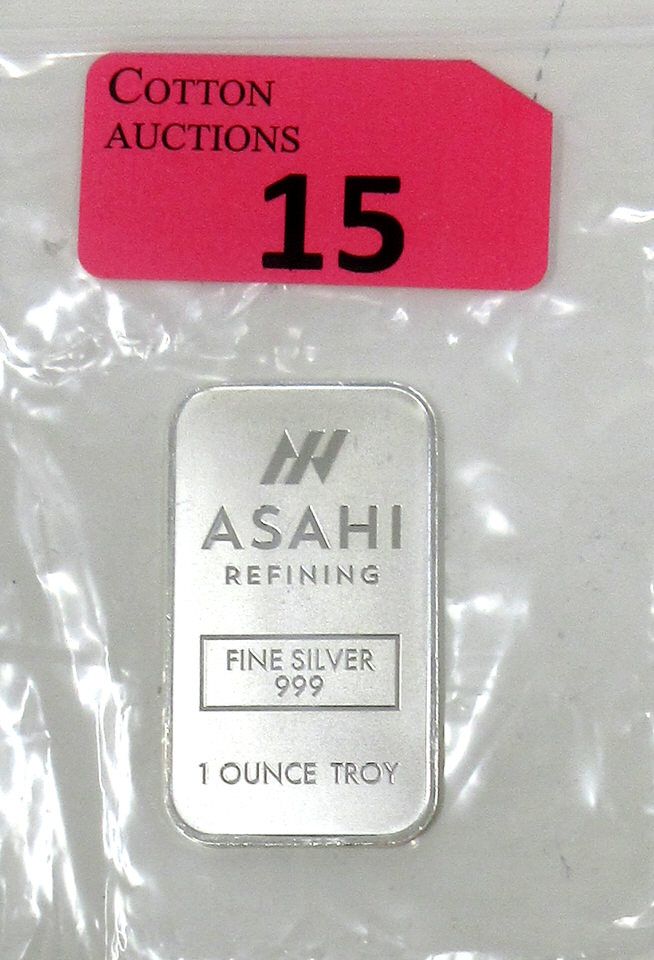 COTTON
AUCTIONS
15
ASAHI
REFINING
FINE SILVER
999
1 OUNCE TROY